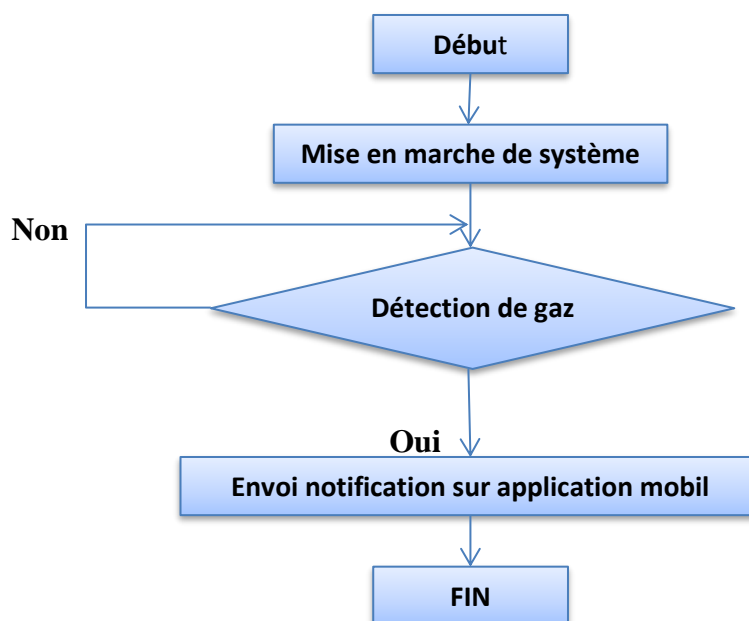 Début
Mise en marche de système
Non
Détection de gaz
Oui
Envoi notification sur application mobil
FIN